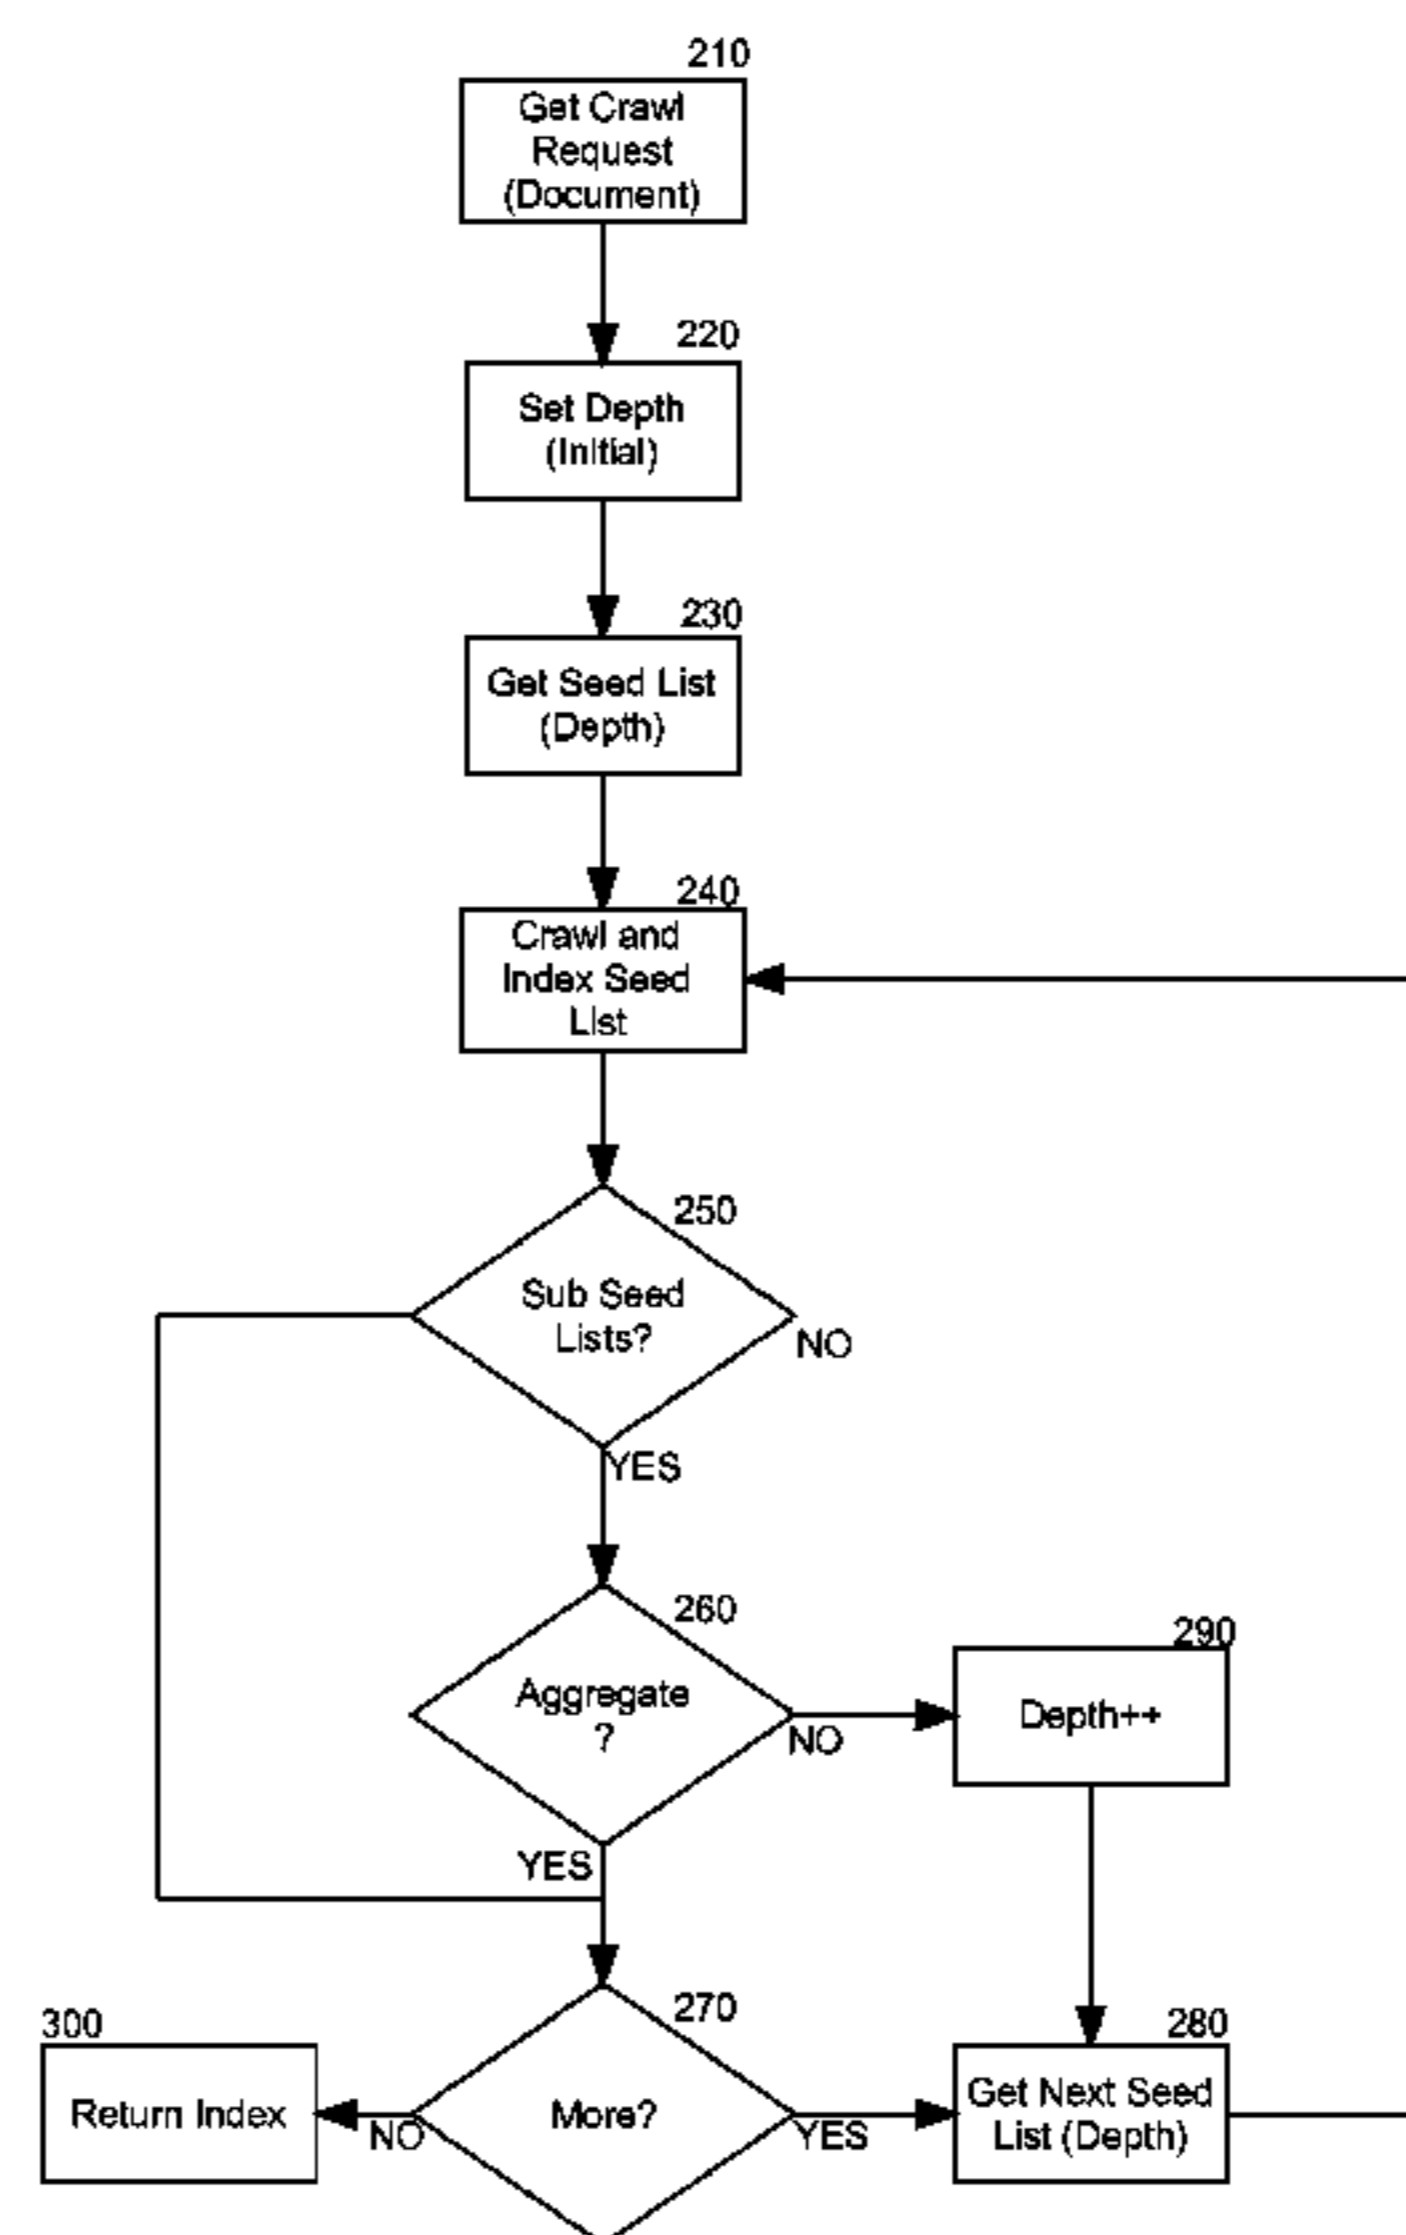 210
Get Crawl
Request
(Document)
220
Set Depth
(Initial)
230
Get Seed List
(Depth)
240
Crawl and
Index Seed
List
250
Sub Seed
Lists?
NO
YES
260
Aggregate
?
NO
YES
290
Depth++
270
More?
NO
YES
300
Return Index
280
Get Next Seed
List (Depth)